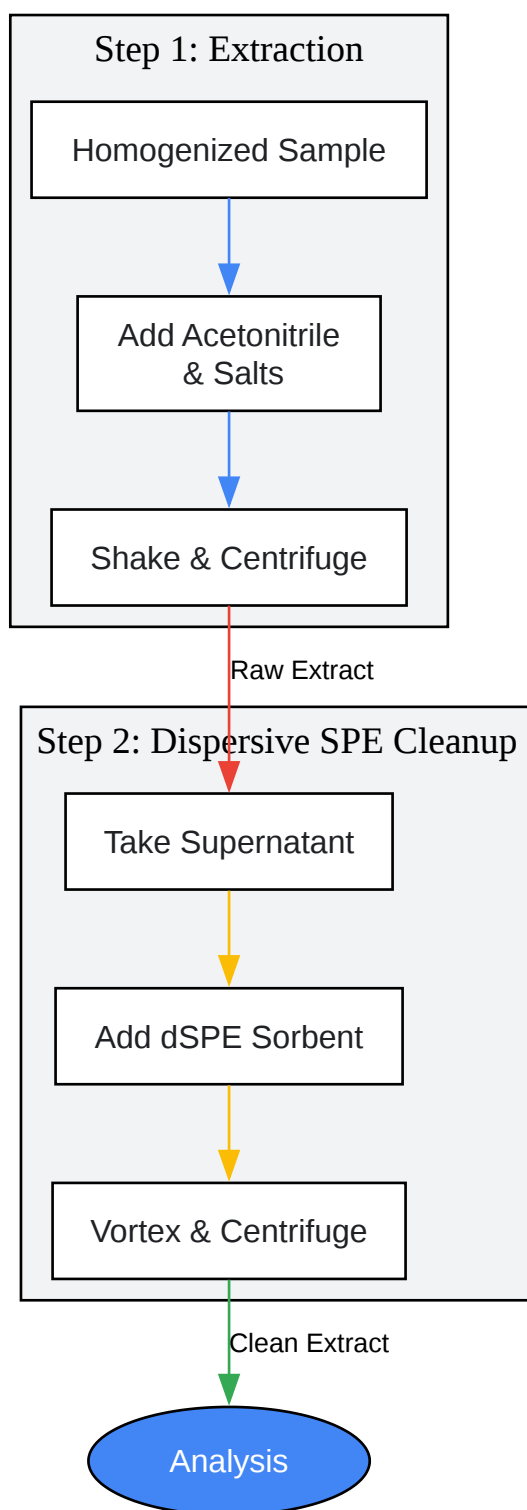 Step 1: Extraction
Homogenized Sample
Add Acetonitrile
& Salts
Shake & Centrifuge
Raw Extract
Step 2: Dispersive SPE Cleanup
Take Supernatant
Add dSPE Sorbent
Vortex & Centrifuge
Clean Extract
Analysis